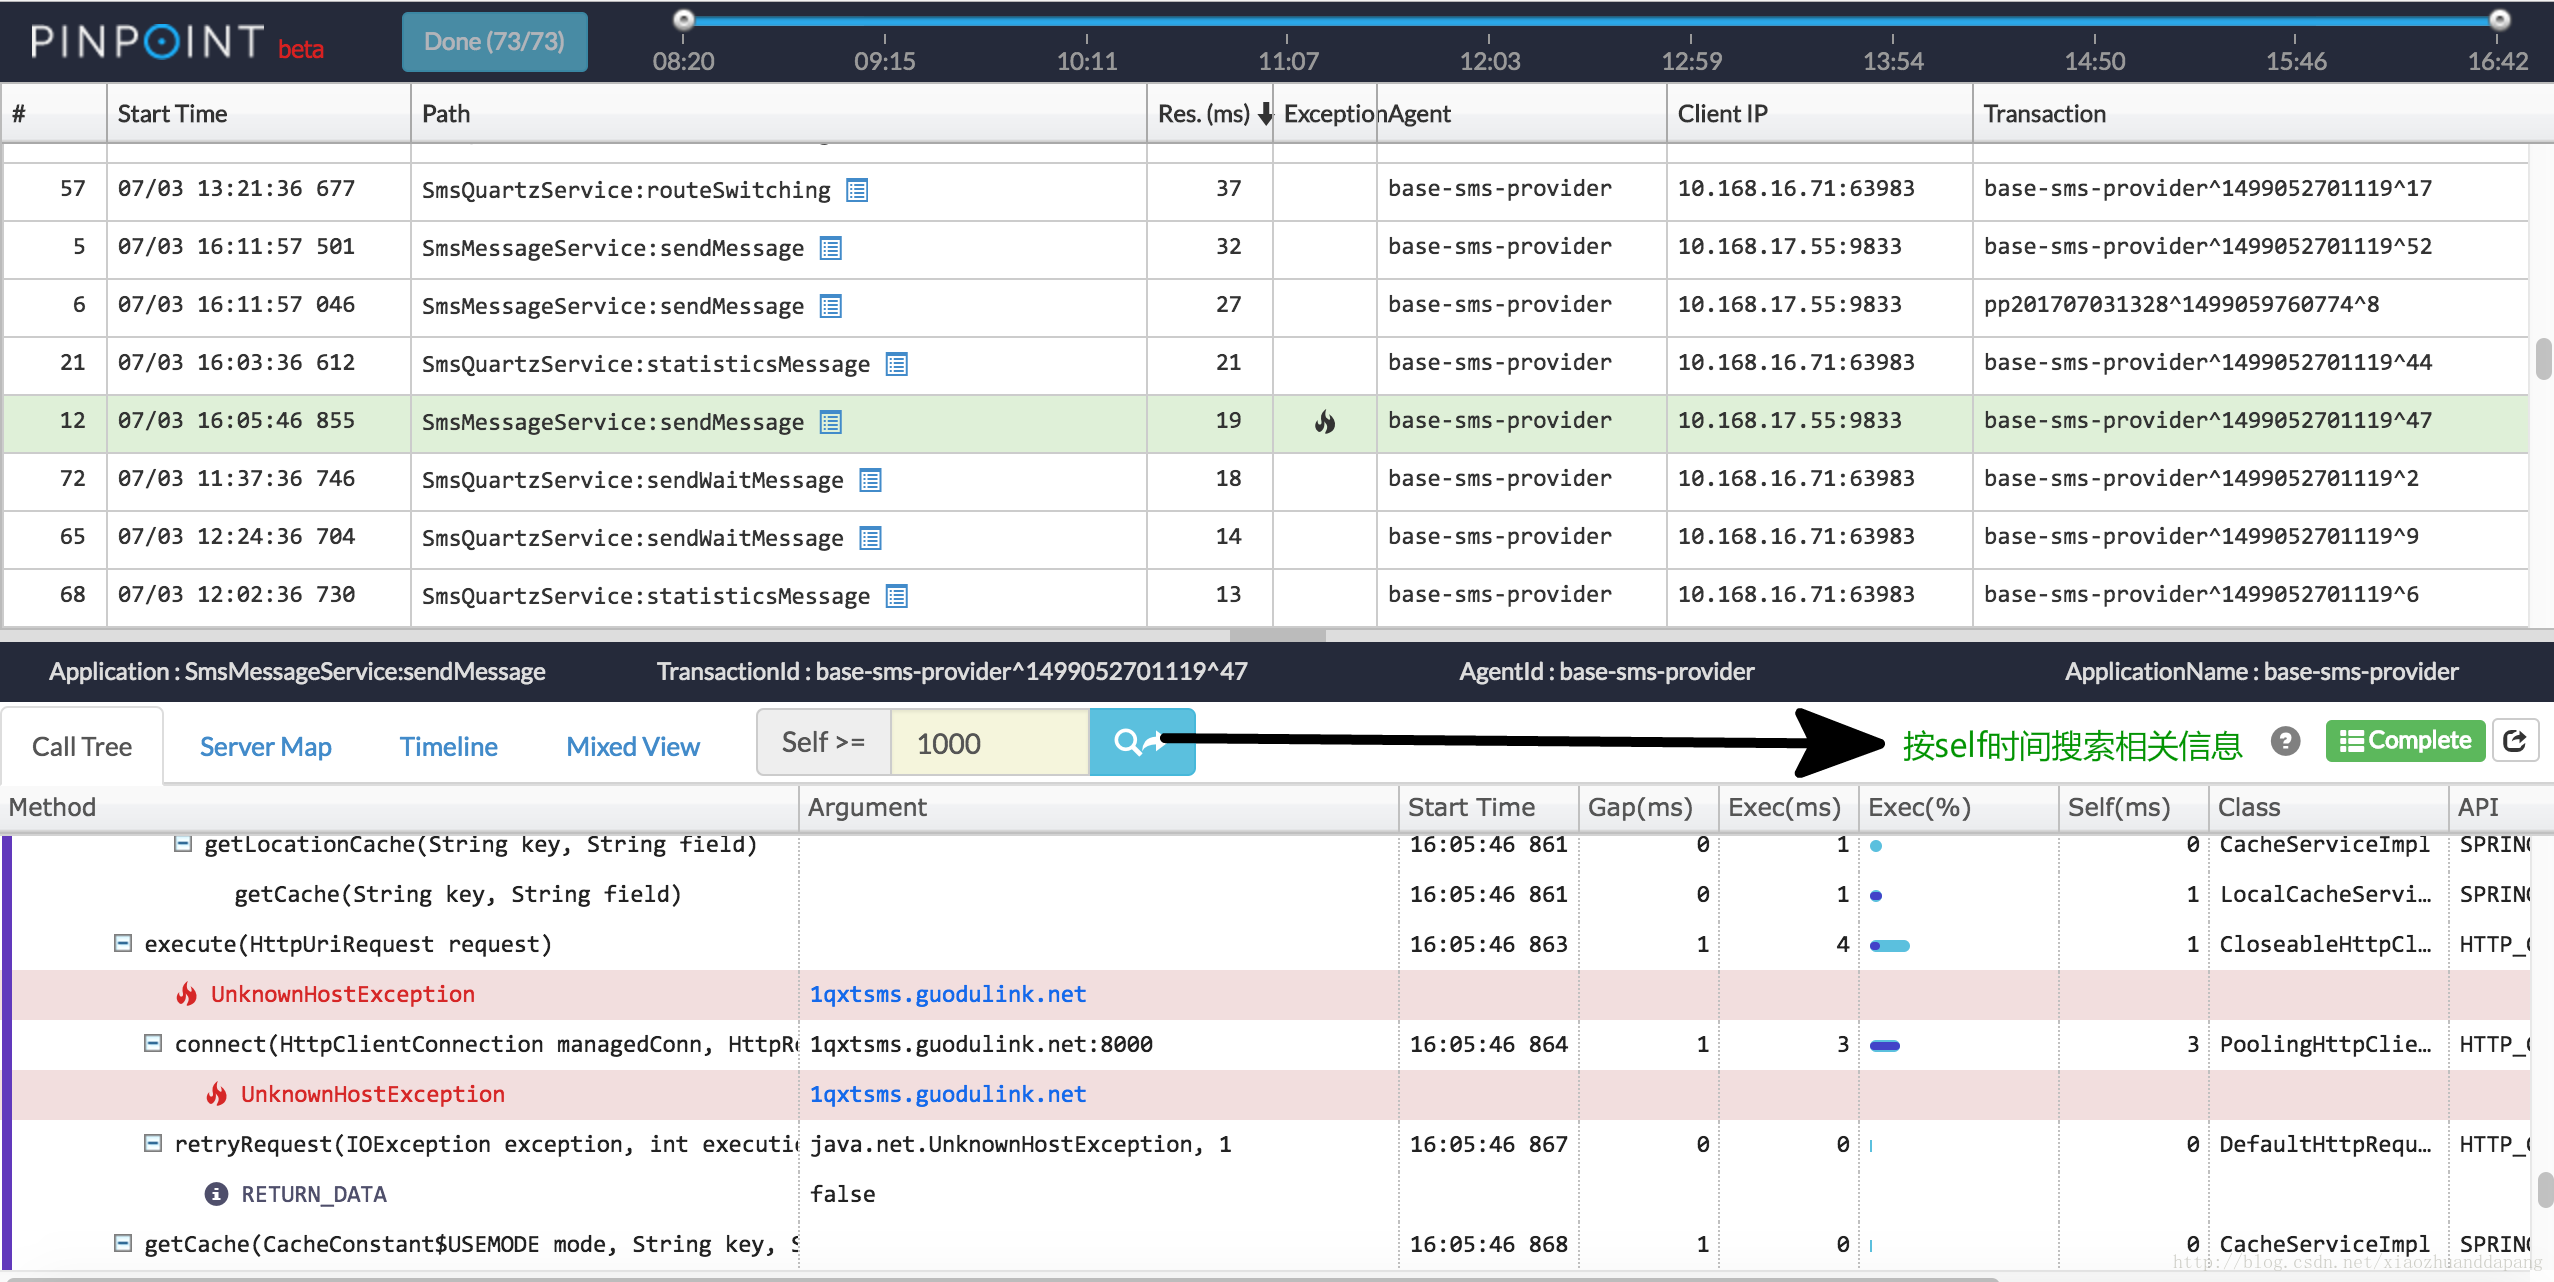 PINPOINT beta Done (73/73)
08:20 09:15 10:11 11:07 12:03 12:59 13:54 14:50 15:46 16:42
# Start Time Path Res. (ms) Exception Agent Client IP Transaction
57 07/03 13:21:36 677 SmsQuartzService:routeSwitching 37 base-sms-provider 10.168.16.71:63983 base-sms-provider^1499052701119^17
5 07/03 16:11:57 501 SmsMessageService:sendMessage 32 base-sms-provider 10.168.17.55:9833 base-sms-provider^1499052701119^52
6 07/03 16:11:57 046 SmsMessageService:sendMessage 27 base-sms-provider 10.168.17.55:9833 pp201707031328^1499059760774^8
21 07/03 16:03:36 612 SmsQuartzService:statisticsMessage 21 base-sms-provider 10.168.16.71:63983 base-sms-provider^1499052701119^44
12 07/03 16:05:46 855 SmsMessageService:sendMessage 19 base-sms-provider 10.168.17.55:9833 base-sms-provider^1499052701119^47
72 07/03 11:37:36 746 SmsQuartzService:sendWaitMessage 18 base-sms-provider 10.168.16.71:63983 base-sms-provider^1499052701119^2
65 07/03 12:24:36 704 SmsQuartzService:sendWaitMessage 14 base-sms-provider 10.168.16.71:63983 base-sms-provider^1499052701119^9
68 07/03 12:02:36 730 SmsQuartzService:statisticsMessage 13 base-sms-provider 10.168.16.71:63983 base-sms-provider^1499052701119^6
Application : SmsMessageService:sendMessage TransactionId : base-sms-provider^1499052701119^47 AgentId : base-sms-provider ApplicationName : base-sms-provider
Call Tree Server Map Timeline Mixed View Self >= 1000 按self时间搜索相关信息 ? Complete
Method Argument Start Time Gap(ms) Exec(ms) Exec(%) Self(ms) Class API
getLocationCache(String key, String field) 16:05:46 861 0 1 0 CacheServiceImpl SPRIN
getCache(String key, String field) 16:05:46 861 0 1 1 LocalCacheServi... SPRIN
execute(HttpUriRequest request) 16:05:46 863 1 4 1 CloseableHttpCl... HTTP_
UnknownHostException 1qxtsms.guodulink.net
connect(HttpClientConnection managedConn, HttpR 1qxtsms.guodulink.net:8000 16:05:46 864 1 3 3 PoolingHttpClie... HTTP_
UnknownHostException 1qxtsms.guodulink.net
retryRequest(IOException exception, int executi java.net.UnknownHostException, 1 16:05:46 867 0 0 0 DefaultHttpRequ... HTTP_
RETURN_DATA false
getCache(CacheConstant$USEMODE mode, String key, S 16:05:46 868 1 0 0 CacheServiceImpl SPRIN
http://blog.csdn.net/xiaozhuanddapang